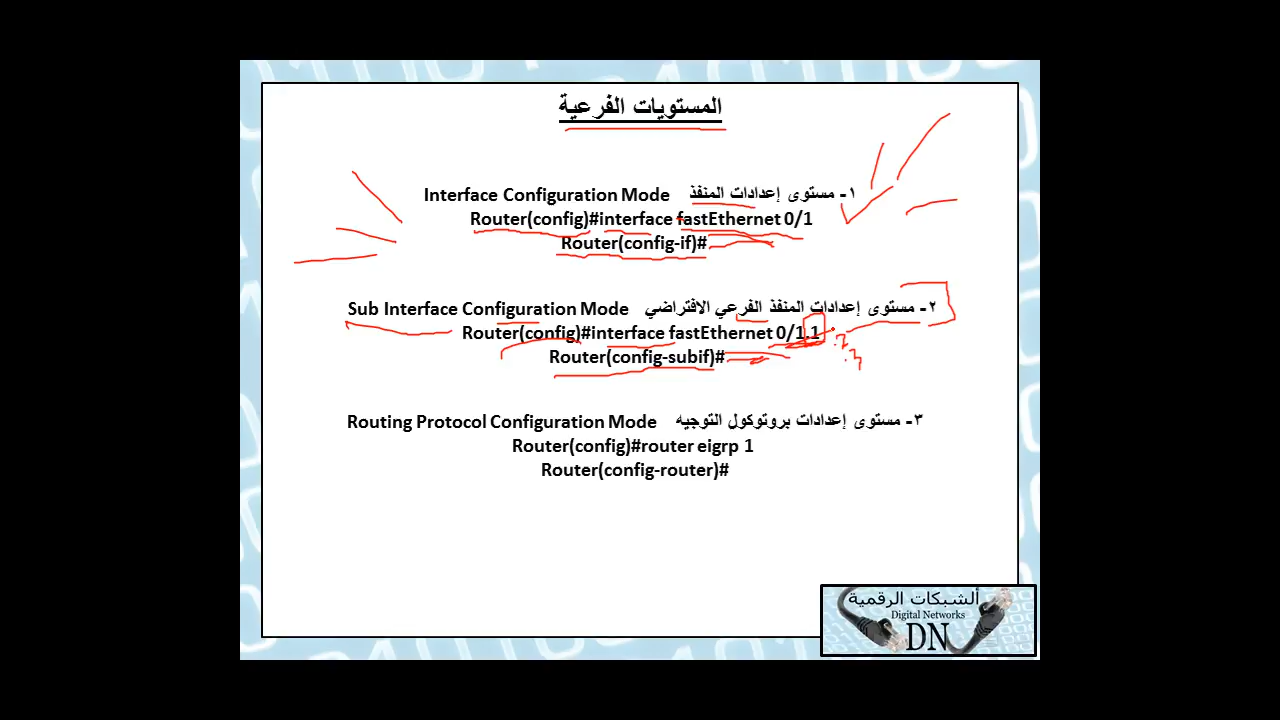 المستويات الفرعية
١- مستوى إعدادات المنفذ Interface Configuration Mode
Router(config)#interface fastEthernet 0/1
Router(config-if)#
٢- مستوى إعدادات المنفذ الفرعي الافتراضي Sub Interface Configuration Mode
Router(config)#interface fastEthernet 0/1.1
.2
Router(config-subif)#
.3
٣- مستوى إعدادات بروتوكول التوجيه Routing Protocol Configuration Mode
Router(config)#router eigrp 1
Router(config-router)#
ألشبكات الرقمية
Digital Networks
DN